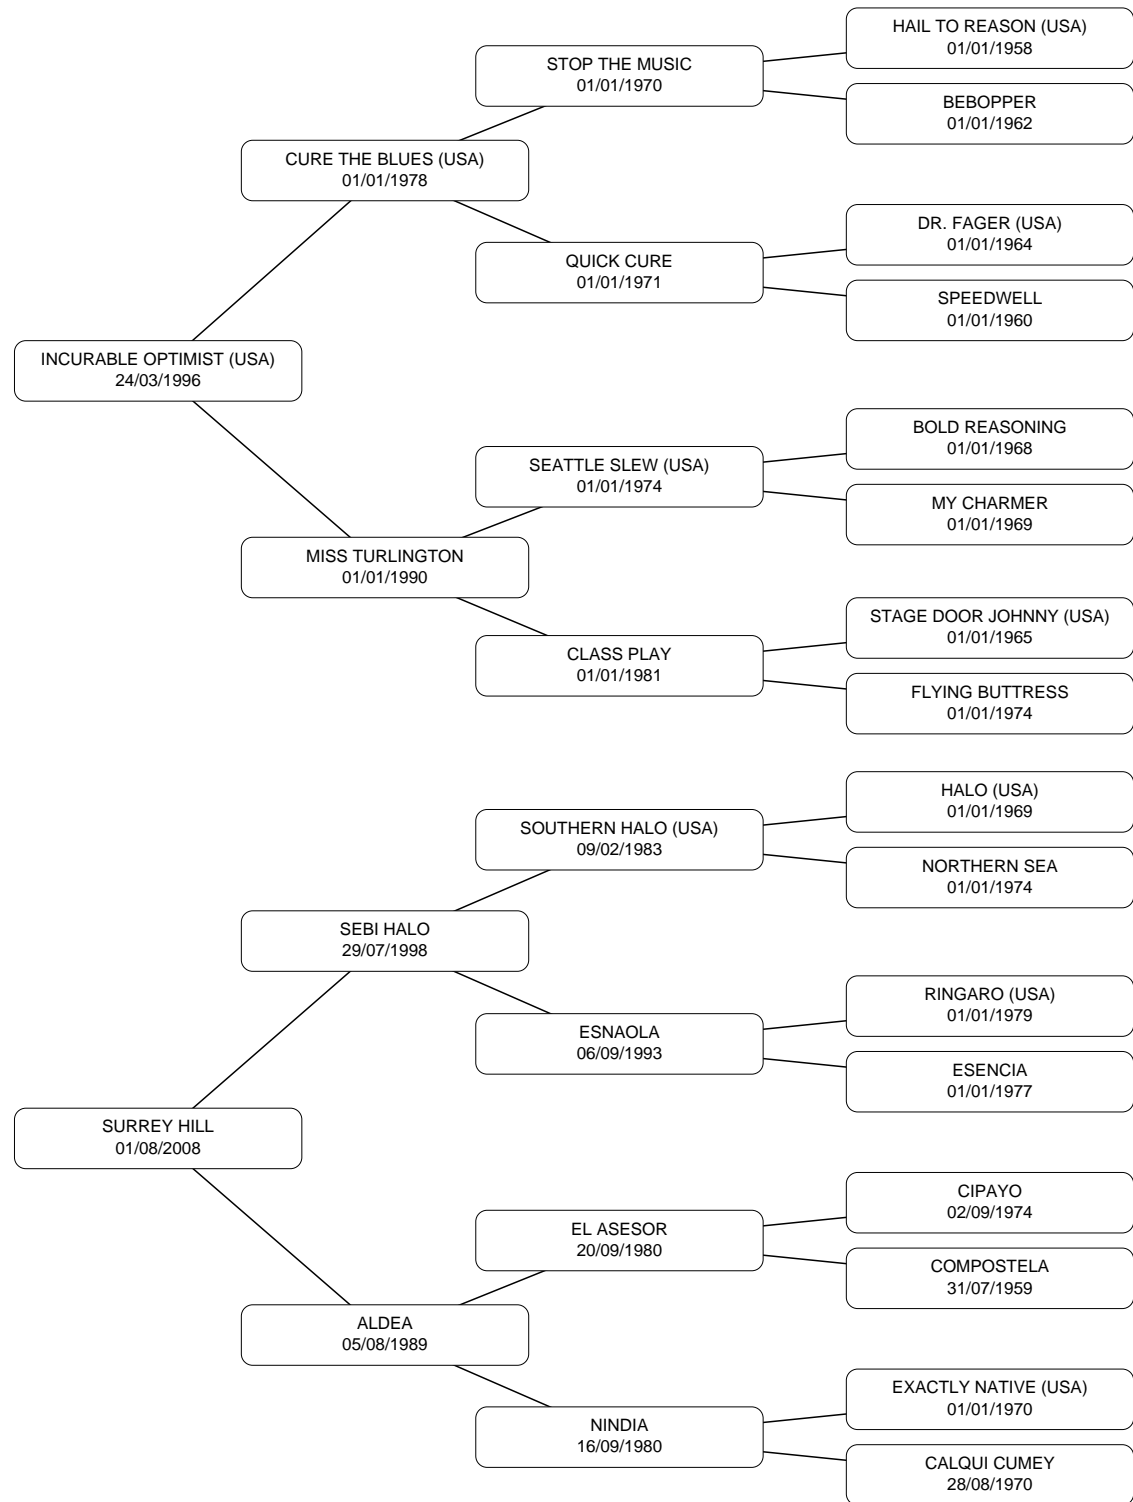 HAIL TO REASON (USA)
01/01/1958
STOP THE MUSIC
01/01/1970
BEBOPPER
01/01/1962
CURE THE BLUES (USA)
01/01/1978
DR. FAGER (USA)
01/01/1964
QUICK CURE
01/01/1971
SPEEDWELL
01/01/1960
INCURABLE OPTIMIST (USA)
24/03/1996
BOLD REASONING
01/01/1968
SEATTLE SLEW (USA)
01/01/1974
MY CHARMER
01/01/1969
MISS TURLINGTON
01/01/1990
STAGE DOOR JOHNNY (USA)
01/01/1965
CLASS PLAY
01/01/1981
FLYING BUTTRESS
01/01/1974
HALO (USA)
01/01/1969
SOUTHERN HALO (USA)
09/02/1983
NORTHERN SEA
01/01/1974
SEBI HALO
29/07/1998
RINGARO (USA)
01/01/1979
ESNAOLA
06/09/1993
ESENCIA
01/01/1977
SURREY HILL
01/08/2008
CIPAYO
02/09/1974
EL ASESOR
20/09/1980
COMPOSTELA
31/07/1959
ALDEA
05/08/1989
EXACTLY NATIVE (USA)
01/01/1970
NINDIA
16/09/1980
CALQUI CUMEY
28/08/1970